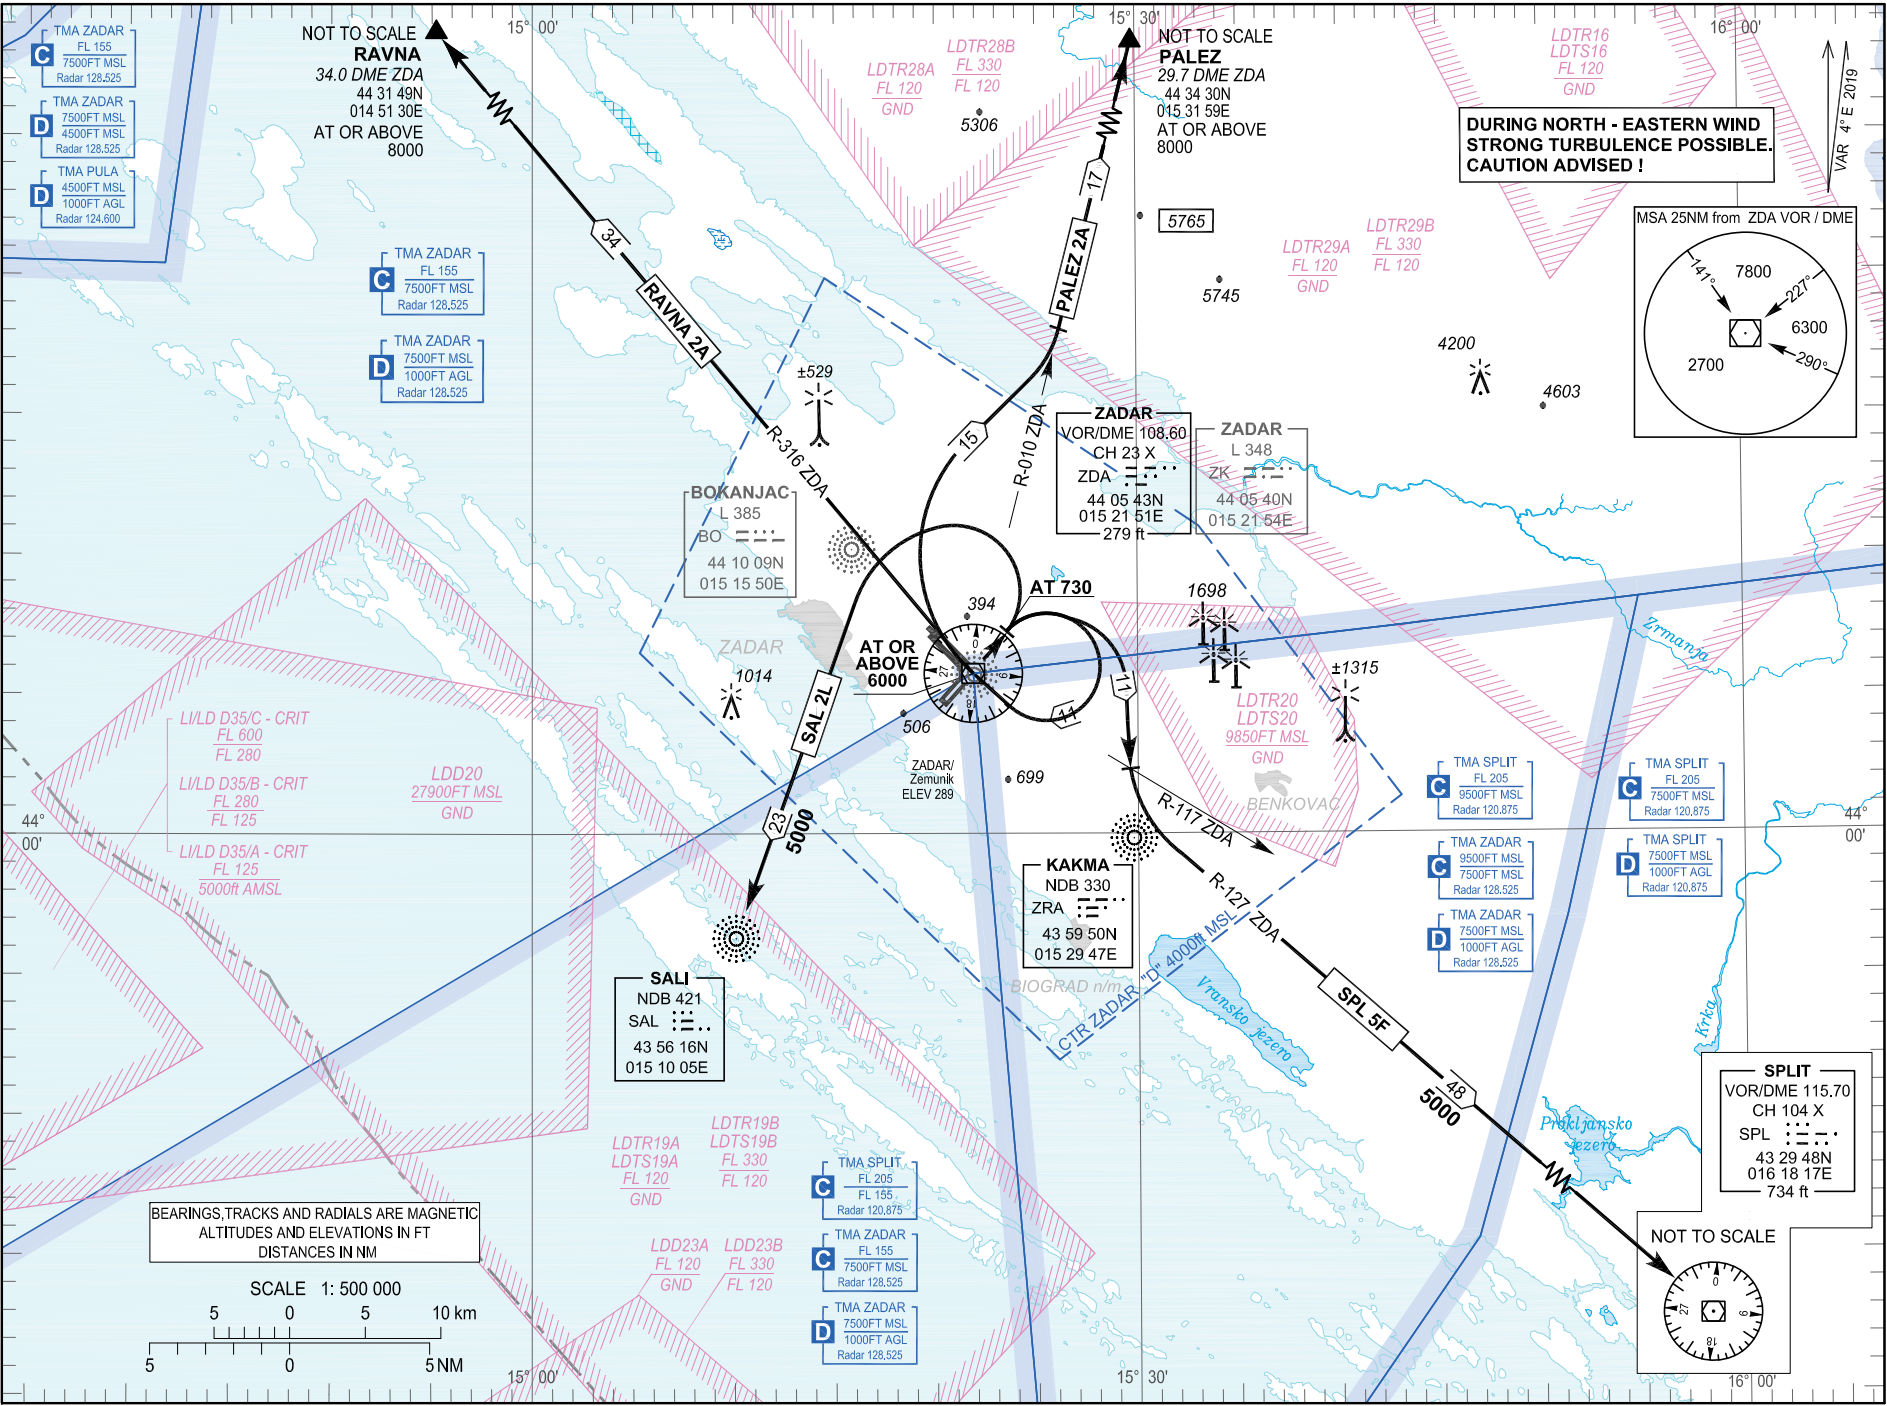 15° 00'
15° 30'
16° 00'
TMA ZADAR
C
FL 155
7500FT MSL
Radar 128.525
TMA ZADAR
D
7500FT MSL
4500FT MSL
Radar 128.525
TMA PULA
D
4500FT MSL
1000FT AGL
Radar 124.600
NOT TO SCALE
RAVNA
34.0 DME ZDA
44 31 49N
014 51 30E
AT OR ABOVE
8000
LDTR28A
FL 120
GND
LDTR28B
FL 330
FL 120
5306
NOT TO SCALE
PALEZ
29.7 DME ZDA
44 34 30N
015 31 59E
AT OR ABOVE
8000
LDTR16
LDTS16
FL 120
GND
DURING NORTH - EASTERN WIND
STRONG TURBULENCE POSSIBLE.
CAUTION ADVISED !
VAR 4° E 2019
MSA 25NM from ZDA VOR / DME
141°
7800
227°
6300
2700
290°
5765
5745
LDTR29A
FL 120
GND
LDTR29B
FL 330
FL 120
4200
4603
TMA ZADAR
C
FL 155
7500FT MSL
Radar 128.525
TMA ZADAR
D
7500FT MSL
1000FT AGL
Radar 128.525
34
RAVNA 2A
R-316 ZDA
17
PALEZ 2A
15
R-010 ZDA
±529
ZADAR
VOR/DME 108.60
CH 23 X
ZDA
44 05 43N
015 21 51E
279 ft
ZADAR
L 348
ZK
44 05 40N
015 21 54E
BOKANJAC
L 385
BO
44 10 09N
015 15 50E
394
AT 730
1698
ZADAR
AT OR
ABOVE
6000
0
9
18
27
1014
506
SAL 2L
11
11
±1315
Zrmanja
LDTR20
LDTS20
9850FT MSL
GND
BENKOVAC
ZADAR/
Zemunik
ELEV 289
699
R-117 ZDA
23
5000
LI/LD D35/C - CRIT
FL 600
FL 280
LI/LD D35/B - CRIT
FL 280
FL 125
LI/LD D35/A - CRIT
FL 125
5000ft AMSL
LDD20
27900FT MSL
GND
44°
00'
44°
00'
TMA SPLIT
C
FL 205
9500FT MSL
Radar 120.875
TMA ZADAR
C
9500FT MSL
7500FT MSL
Radar 128.525
TMA ZADAR
D
7500FT MSL
1000FT AGL
Radar 128.525
TMA SPLIT
C
FL 205
7500FT MSL
Radar 120.875
TMA SPLIT
D
7500FT MSL
1000FT AGL
Radar 120.875
KAKMA
NDB 330
ZRA
43 59 50N
015 29 47E
R-127 ZDA
BIOGRAD n/m
CTR ZADAR "D" 4000ft MSL
Vransko jezero
SPL 5F
Krka
SALI
NDB 421
SAL
43 56 16N
015 10 05E
48
5000
Prokljansko
jezero
SPLIT
VOR/DME 115.70
CH 104 X
SPL
43 29 48N
016 18 17E
734 ft
NOT TO SCALE
0
9
18
27
LDTR19A
LDTS19A
FL 120
GND
LDTR19B
LDTS19B
FL 330
FL 120
TMA SPLIT
C
FL 205
FL 155
Radar 120.875
TMA ZADAR
C
FL 155
7500FT MSL
Radar 128.525
TMA ZADAR
D
7500FT MSL
1000FT AGL
Radar 128.525
LDD23A
FL 120
GND
LDD23B
FL 330
FL 120
BEARINGS,TRACKS AND RADIALS ARE MAGNETIC
ALTITUDES AND ELEVATIONS IN FT
DISTANCES IN NM
SCALE 1: 500 000
5 0 5 10 km
5 0 5 NM
15° 00'
15° 30'
16° 00'